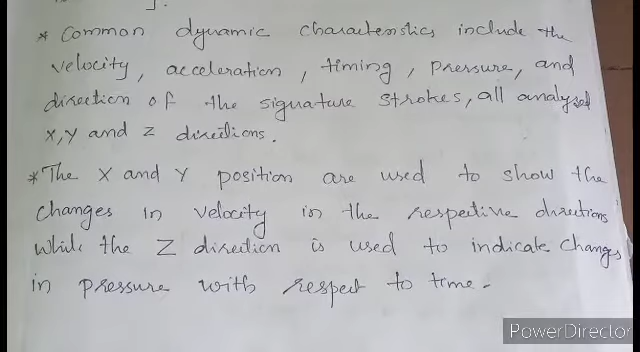 * Common dynamic characteristics include the
velocity, acceleration, timing, pressure, and
direction of the signature strokes, all analysed
X, Y and Z directions.
* The X and Y position are used to show the
changes in velocity in the respective directions
while the Z direction is used to indicate changes
in pressure with respect to time.
PowerDirector